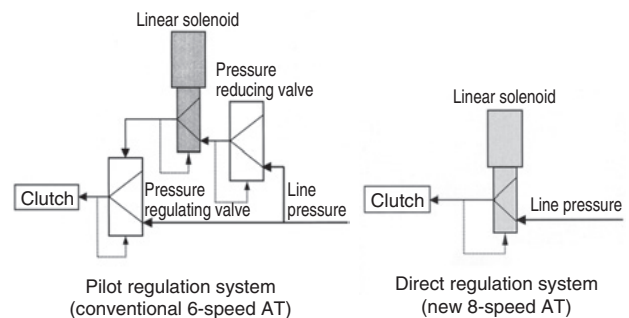 Linear solenoid
Pressure
reducing valve
Clutch
Pressure
regulating valve
Line
pressure
Pilot regulation system
(conventional 6-speed AT)
Linear solenoid
Clutch
Line pressure
Direct regulation system
(new 8-speed AT)